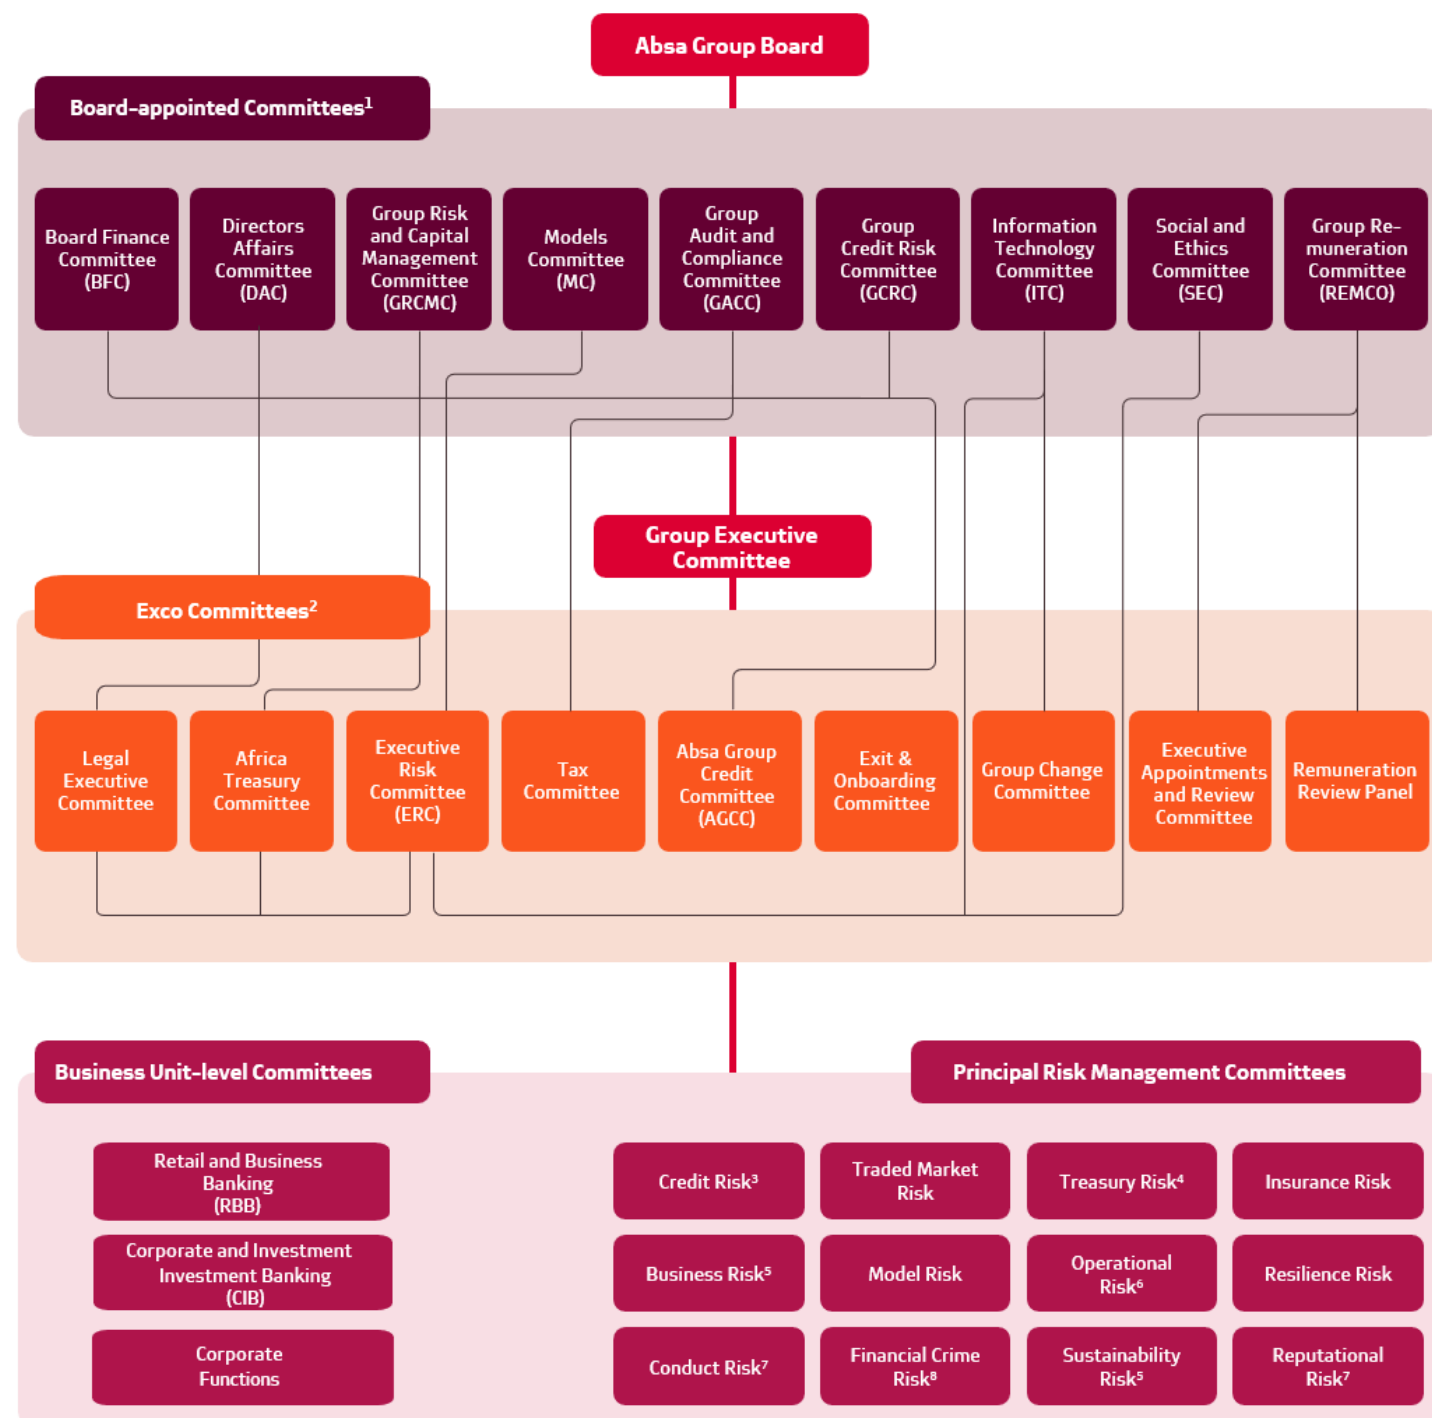 Absa Group Board
Board-appointed Committees¹
Board Finance
Committee
(BFC)
Directors
Affairs
Committee
(DAC)
Group Risk
and Capital
Management
Committee
(GRCMC)
Models
Committee
(MC)
Group
Audit and
Compliance
Committee
(GACC)
Group
Credit Risk
Committee
(GCRC)
Information
Technology
Committee
(ITC)
Social and
Ethics
Committee
(SEC)
Group Re-
muneration
Committee
(REMCO)
Group Executive
Committee
Exco Committees²
Legal
Executive
Committee
Africa
Treasury
Committee
Executive
Risk
Committee
(ERC)
Tax
Committee
Absa Group
Credit
Committee
(AGCC)
Exit &
Onboarding
Committee
Group Change
Committee
Executive
Appointments
and Review
Committee
Remuneration
Review Panel
Business Unit-level Committees
Retail and Business
Banking
(RBB)
Corporate and Investment
Investment Banking
(CIB)
Corporate
Functions
Principal Risk Management Committees
Credit Risk³
Traded Market
Risk
Treasury Risk⁴
Insurance Risk
Business Risk⁵
Model Risk
Operational
Risk⁶
Resilience Risk
Conduct Risk⁷
Financial Crime
Risk⁸
Sustainability
Risk⁵
Reputational
Risk⁷